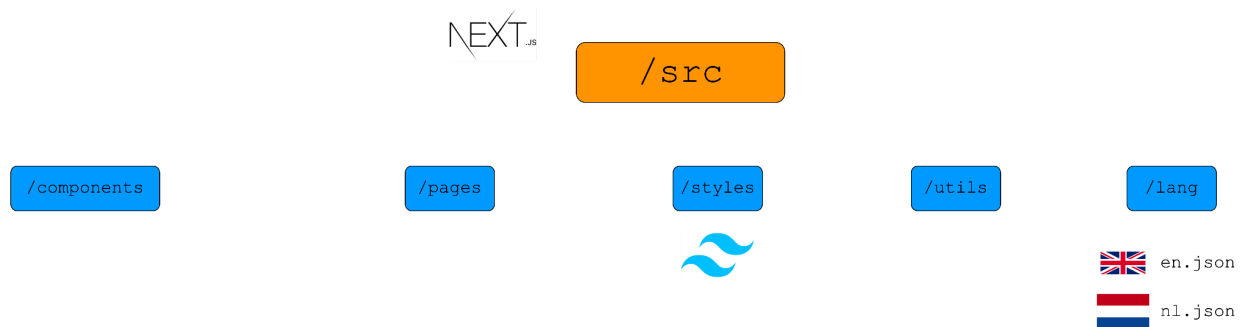 NEXT.JS
/src
/components
/pages
/styles
/utils
/lang
en.json
nl.json